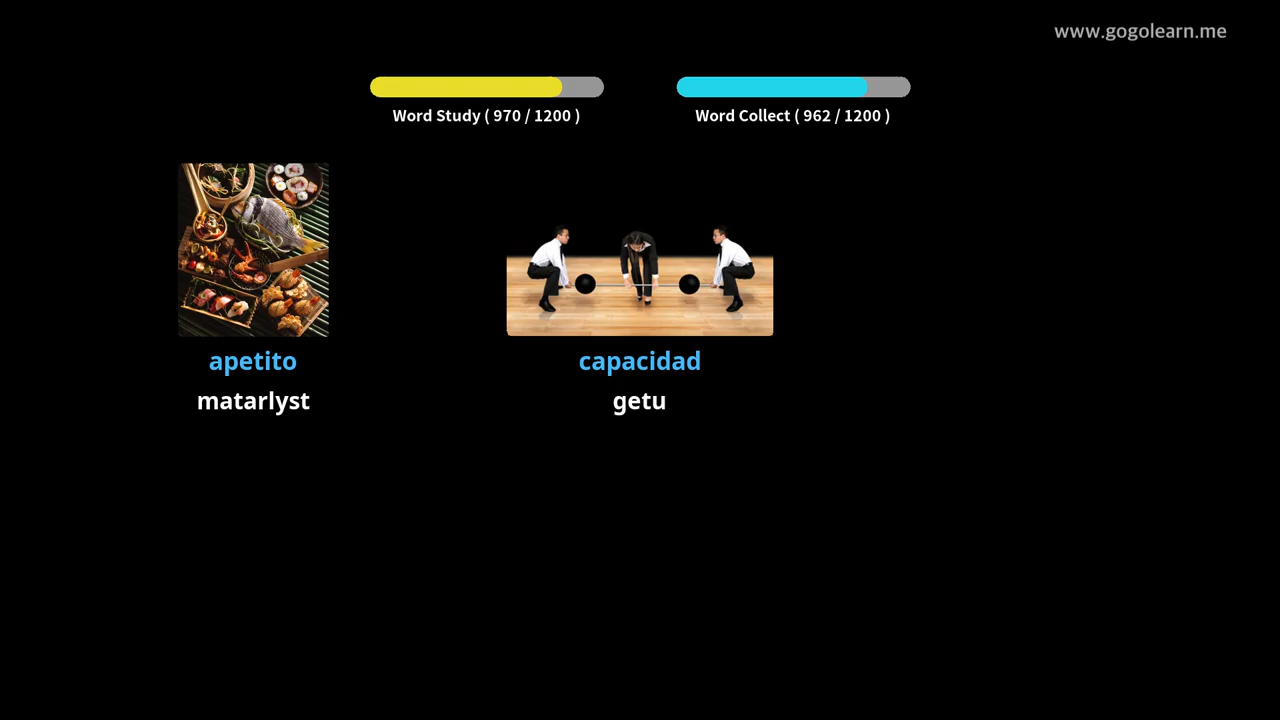 www.gogolearn.me
Word Study ( 970 / 1200 )
Word Collect ( 962 / 1200 )
apetito
matarlyst
capacidad
getu